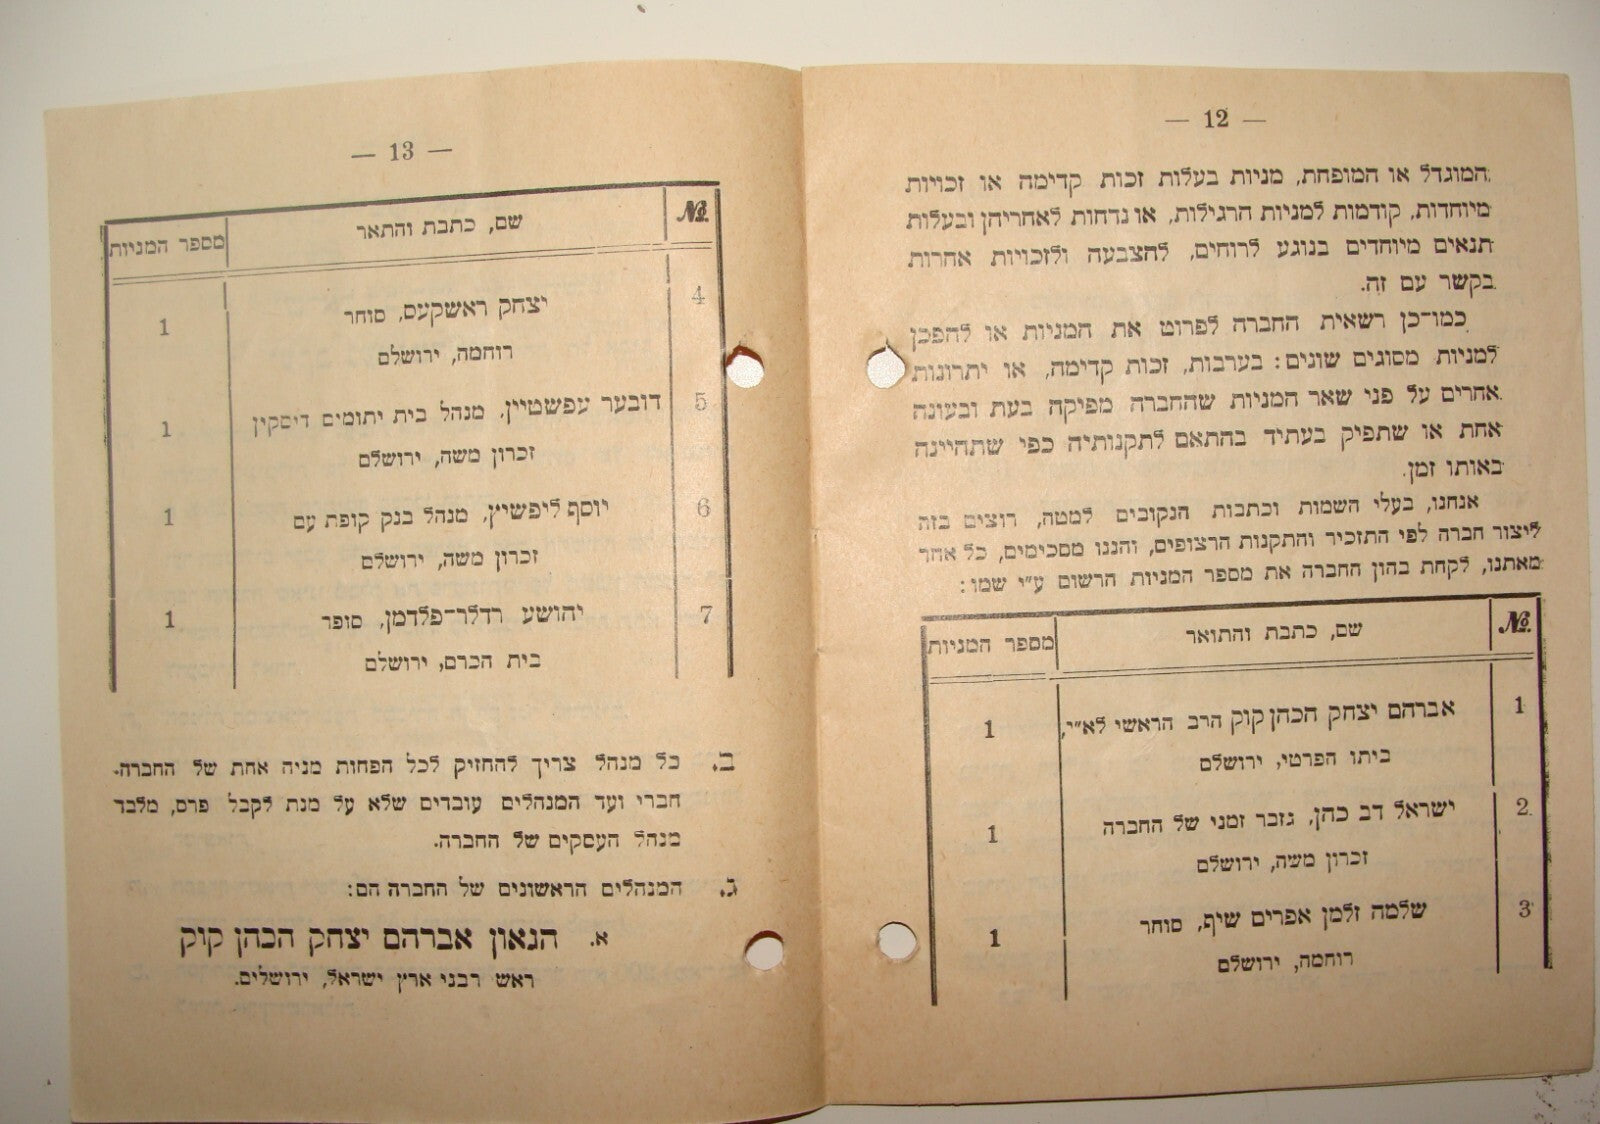 — 12 —
המוגדל או המופחת, מניות בעלות זכות קדימה או זכויות
מיוחדות, קודמות למניות הרגילות, או נדחות לאחריהן ובעלות
תנאים מיוחדים בנוגע לרוחים, להצבעה ולזכויות אחרות
בקשר עם זה.
כמו־כן רשאית החברה לפרוט את המניות או להפכן
למניות מסוגים שונים: בערבות, זכות קדימה, או יתרונות
אחרים על פני שאר המניות שהחברה מפיקה בעת ובעונה
אחת או שתפיק בעתיד בהתאם לתקנותיה כפי שתהיינה
באותו זמן.
אנחנו, בעלי השמות וכתבות הנקובים למטה, רוצים בזה
ליצור חברה לפי התזכיר והתקנות הרצופים, והננו מסכימים, כל אחד
מאתנו, לקחת בהון החברה את מספר המניות הרשום ע״י שמו:
№ שם, כתבת והתואר מספר המניות
1 אברהם יצחק הכהן קוק הרב הראשי לא״י, 1
ביתו הפרטי, ירושלם
2 ישראל דב כהן, גזבר זמני של החברה 1
זכרון משה, ירושלם
3 שלמה זלמן אפרים שיף, סוחר 1
רוחמה, ירושלם
— 13 —
№ שם, כתבת והתאר מספר המניות
4 יצחק ראשקעס, סוחר 1
רוחמה, ירושלם
5 דובער עפשטיין, מנהל בית יתומים דיסקין 1
זכרון משה, ירושלם
6 יוסף ליפשיץ, מנהל בנק קופת עם 1
זכרון משה, ירושלם
7 יהושע רדלר־פלדמן, סופר 1
בית הכרם, ירושלם
ב. כל מנהל צריך להחזיק לכל הפחות מניה אחת של החברה.
חברי ועד המנהלים עובדים שלא על מנת לקבל פרס, מלבד
מנהל העסקים של החברה.
ג. המנהלים הראשונים של החברה הם:
א. הגאון אברהם יצחק הכהן קוק
ראש רבני ארץ ישראל, ירושלים.